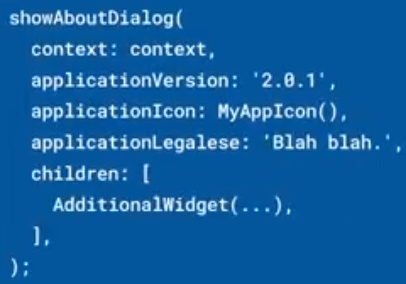 showAboutDialog(
  context: context,
  applicationVersion: '2.0.1',
  applicationIcon: MyAppIcon(),
  applicationLegalese: 'Blah blah.',
  children: [
    AdditionalWidget(...),
  ],
);